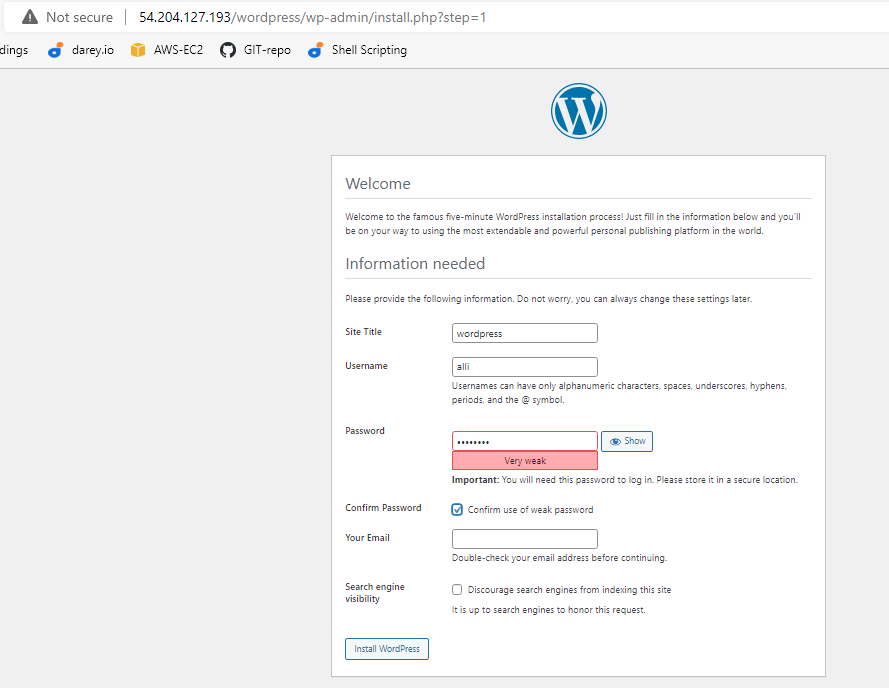 Not secure | 54.204.127.193/wordpress/wp-admin/install.php?step=1
dings darey.io AWS-EC2 GIT-repo Shell Scripting
Welcome
Welcome to the famous five-minute WordPress installation process! Just fill in the information below and you'll
be on your way to using the most extendable and powerful personal publishing platform in the world.
Information needed
Please provide the following information. Do not worry, you can always change these settings later.
Site Title wordpress
Username alli
Usernames can have only alphanumeric characters, spaces, underscores, hyphens,
periods, and the @ symbol.
Password •••••••• Show
Very weak
Important: You will need this password to log in. Please store it in a secure location.
Confirm Password Confirm use of weak password
Your Email
Double-check your email address before continuing.
Search engine
visibility
Discourage search engines from indexing this site
It is up to search engines to honor this request.
Install WordPress